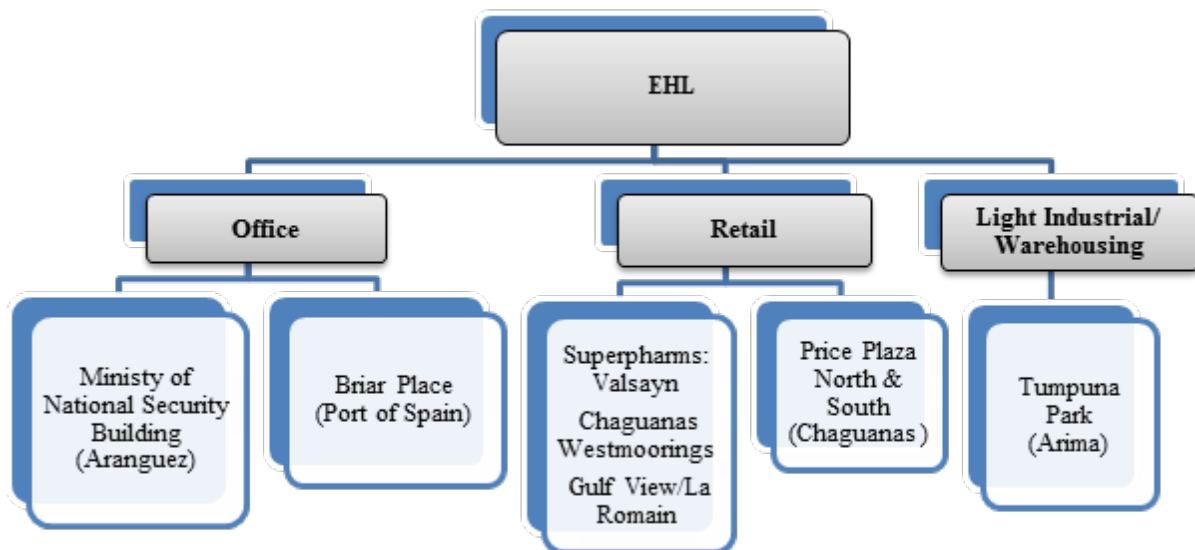 EHL
Office
Retail
Light Industrial/
Warehousing
Ministy of
National Security
Building
(Aranguez)
Briar Place
(Port of Spain)
Superpharms:
Valsayn
Chaguanas
Westmoorings
Gulf View/La
Romain
Price Plaza
North &
South
(Chaguanas)
Tumpuna
Park
(Arima)